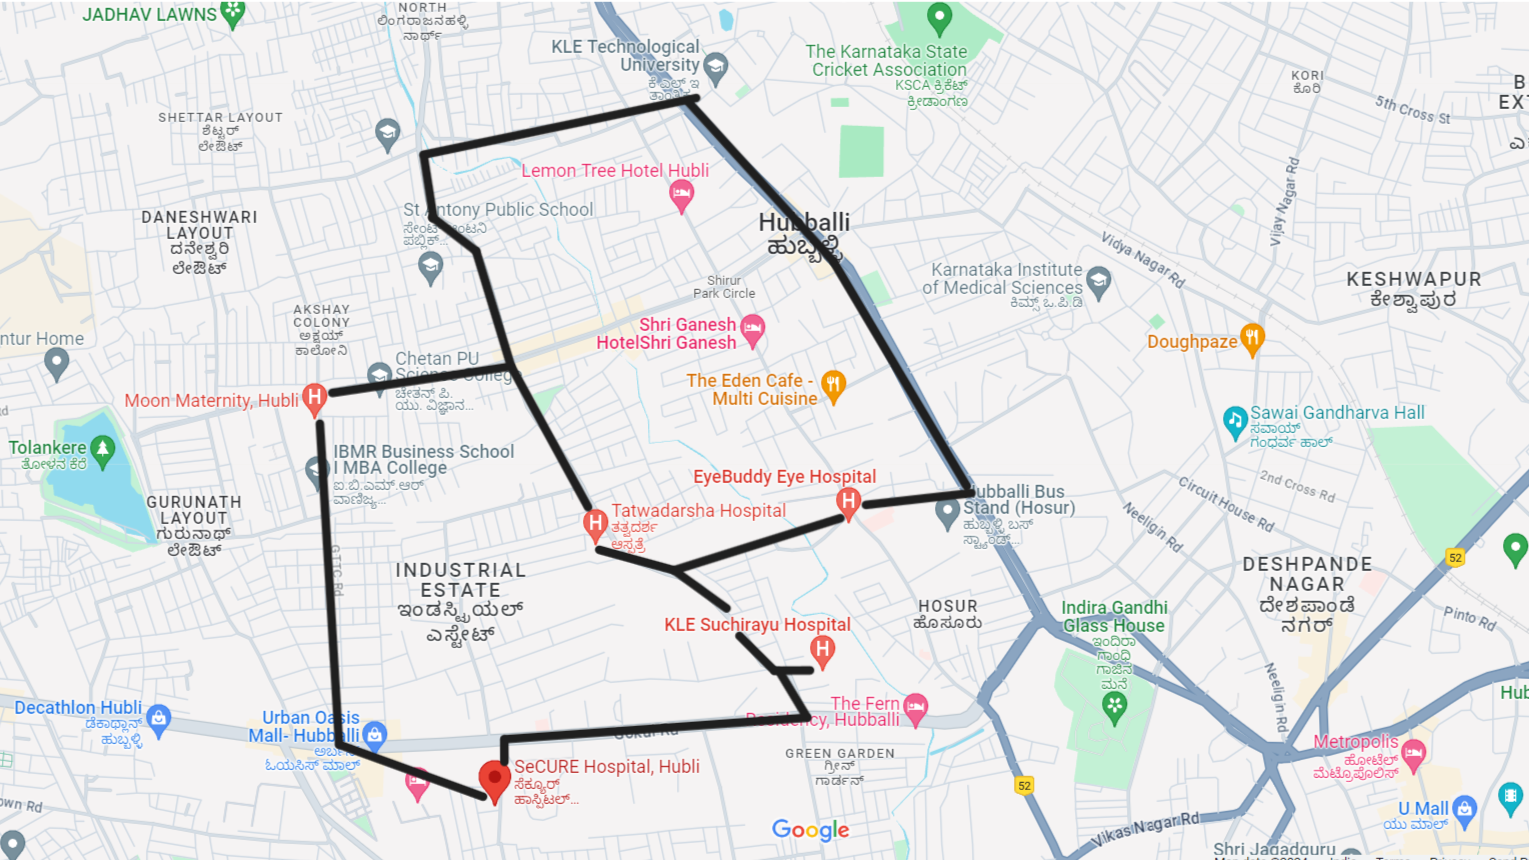 JADHAV LAWNS
NORTH
ಲಿಂಗರಾಜನಹಳ್ಳಿ
ನಾರ್ಥ್
KLE Technological
University
ಕೆ ಎಲ್ ಇ
The Karnataka State
Cricket Association
KSCA ಕ್ರಿಕೆಟ್
ಕ್ರೀಡಾಂಗಣ
KORI
ಕೊರಿ
5th Cross St
SHETTAR LAYOUT
ಶೆಟ್ಟರ್
ಲೇಔಟ್
Lemon Tree Hotel Hubli
St Antony Public School
ಪಬ್ಲಿಕ್...
DANESHWARI
LAYOUT
ದನೇಶ್ವರಿ
ಲೇಔಟ್
Hubballi
ಹುಬ್ಬಳ್ಳಿ
Vijay Nagar Rd
Vidya Nagar Rd
Karnataka Institute
of Medical Sciences
ಕಿಮ್ಸ್ ಒ.ಪಿ.ಡಿ
KESHWAPUR
ಕೇಶ್ವಾಪುರ
Shirur
Park Circle
AKSHAY
COLONY
ಅಕ್ಷಯ್
ಕಾಲೋನಿ
Shri Ganesh
HotelShri Ganesh
Doughpaze
ntur Home
Chetan PU
Science College
ಚೇತನ್ ಪಿ.
ಯು. ವಿಜ್ಞಾನ...
The Eden Cafe -
Multi Cuisine
Moon Maternity, Hubli
Sawai Gandharva Hall
ಸವಾಯ್
ಗಂಧರ್ವ ಹಾಲ್
Tolankere
ತೋಳನ ಕೆರೆ
IBMR Business School
I MBA College
ಐ.ಬಿ.ಎಮ್.ಆರ್
ವಾಣಿಜ್ಯ...
EyeBuddy Eye Hospital
2nd Cross Rd
Circuit House Rd
GURUNATH
LAYOUT
ಗುರುನಾಥ್
ಲೇಔಟ್
Tatwadarsha Hospital
ತತ್ವದರ್ಶ
ಆಸ್ಪತ್ರೆ
Hubballi Bus
Stand (Hosur)
ಹುಬ್ಬಳ್ಳಿ ಬಸ್
ಸ್ಟ್ಯಾಂಡ್...
Neeligin Rd
52
GTTC Rd
INDUSTRIAL
ESTATE
ಇಂಡಸ್ಟ್ರಿಯಲ್
ಎಸ್ಟೇಟ್
DESHPANDE
NAGAR
ದೇಶಪಾಂಡೆ
ನಗರ್
HOSUR
ಹೊಸೂರು
Indira Gandhi
Glass House
ಇಂದಿರಾ
ಗಾಂಧಿ
ಗಾಜಿನ
ಮನೆ
Pinto Rd
KLE Suchirayu Hospital
Neeligin Rd
Hub
Decathlon Hubli
ಡೆಕಾಥ್ಲಾನ್
ಹುಬ್ಬಳ್ಳಿ
Urban Oasis
Mall- Hubballi
ಅರ್ಬನ್
ಓಯಸಿಸ್ ಮಾಲ್
The Fern
Residency, Hubballi
Gokul Rd
GREEN GARDEN
ಗ್ರೀನ್
ಗಾರ್ಡನ್
Metropolis
ಹೋಟೆಲ್
ಮೆಟ್ರೊಪೊಲಿಸ್
SeCURE Hospital, Hubli
ಸೆಕ್ಯೂರ್
ಹಾಸ್ಪಿಟಲ್...
52
own Rd
U Mall
ಯು ಮಾಲ್
Google
Vikas Nagar Rd
Shri Jagadguru